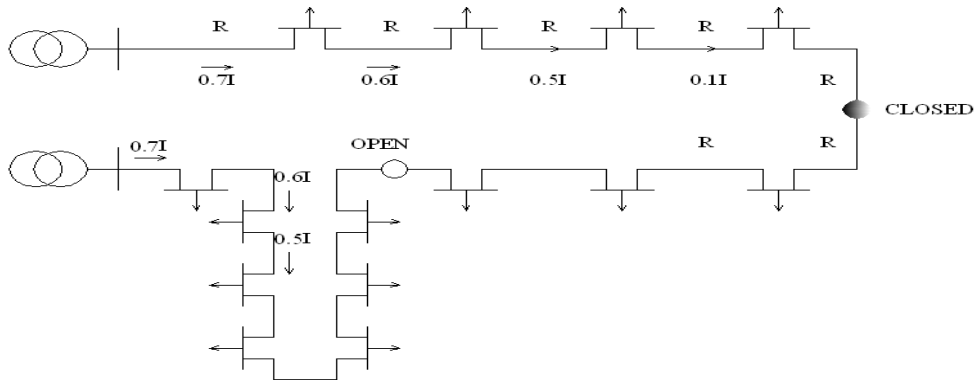 R R R R
0.7I 0.6I 0.5I 0.1I R
CLOSED
0.7I OPEN R R
0.6I
0.5I